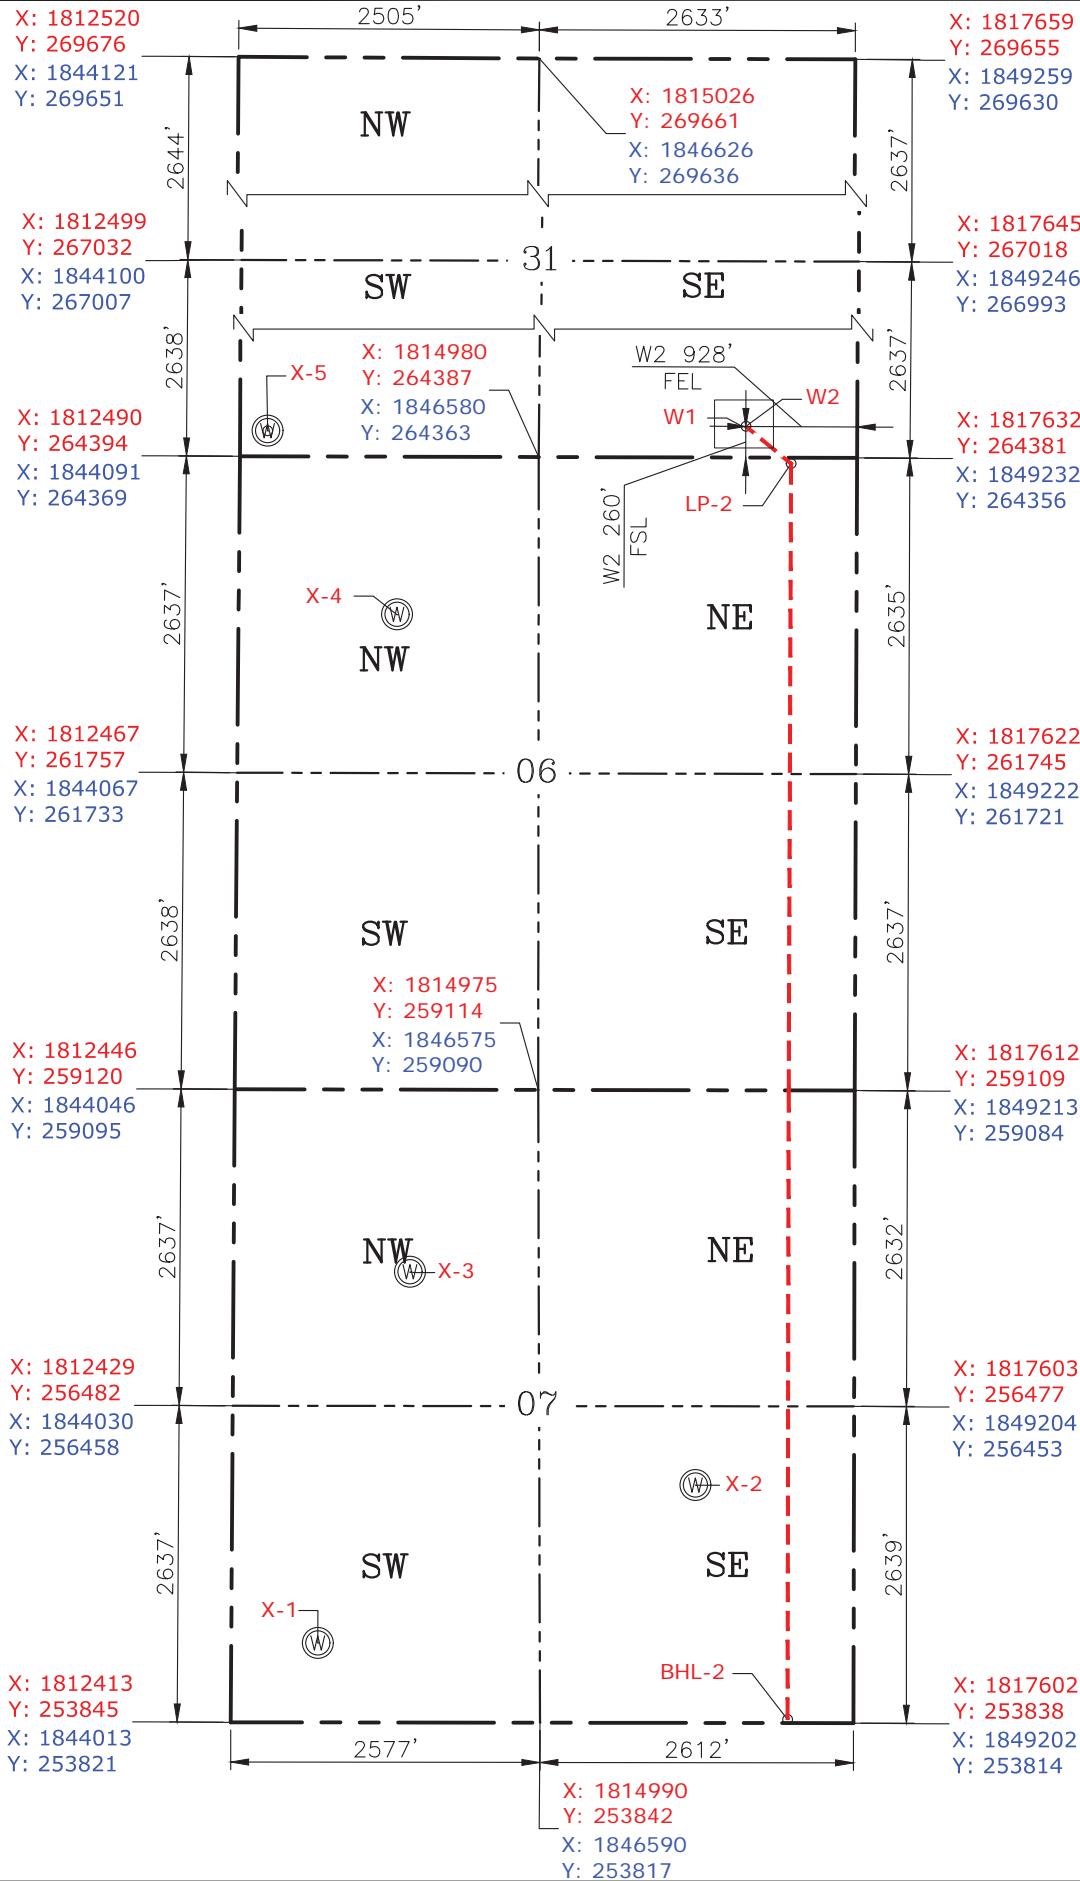 2505'
2633'
X: 1812520
Y: 269676
X: 1844121
Y: 269651
X: 1817659
Y: 269655
X: 1849259
Y: 269630
NW
X: 1815026
Y: 269661
X: 1846626
Y: 269636
2644'
2637'
X: 1812499
Y: 267032
X: 1844100
Y: 267007
31
X: 1817645
Y: 267018
X: 1849246
Y: 266993
SW
SE
2638'
2637'
X: 1814980
Y: 264387
X: 1846580
Y: 264363
X-5
W2 928'
FEL
W2
W1
W
X: 1812490
Y: 264394
X: 1844091
Y: 264369
X: 1817632
Y: 264381
X: 1849232
Y: 264356
LP-2
W2 260'
FSL
X-4
W
NW
NE
2637'
2635'
X: 1812467
Y: 261757
X: 1844067
Y: 261733
06
X: 1817622
Y: 261745
X: 1849222
Y: 261721
SW
SE
2638'
2637'
X: 1814975
Y: 259114
X: 1846575
Y: 259090
X: 1812446
Y: 259120
X: 1844046
Y: 259095
X: 1817612
Y: 259109
X: 1849213
Y: 259084
NW
NE
W
X-3
2637'
2632'
X: 1812429
Y: 256482
X: 1844030
Y: 256458
07
X: 1817603
Y: 256477
X: 1849204
Y: 256453
W
X-2
SW
SE
2637'
2639'
X-1
W
BHL-2
X: 1812413
Y: 253845
X: 1844013
Y: 253821
X: 1817602
Y: 253838
X: 1849202
Y: 253814
2577'
2612'
X: 1814990
Y: 253842
X: 1846590
Y: 253817